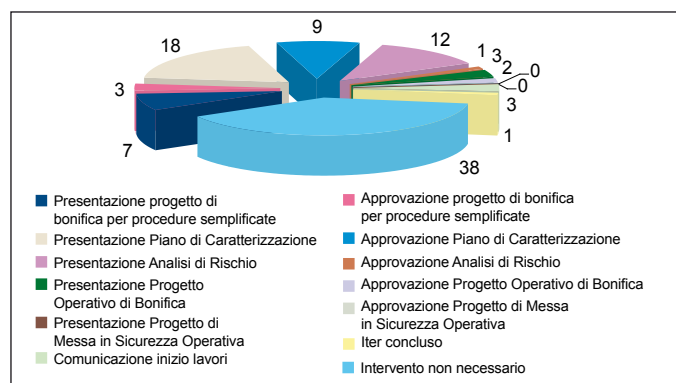 9
18
12
1
3
2
0
0
3
3
1
7
38
Presentazione progetto di
bonifica per procedure semplificate
Presentazione Piano di Caratterizzazione
Presentazione Analisi di Rischio
Presentazione Progetto
Operativo di Bonifica
Presentazione Progetto di
Messa in Sicurezza Operativa
Comunicazione inizio lavori
Approvazione progetto di bonifica
per procedure semplificate
Approvazione Piano di Caratterizzazione
Approvazione Analisi di Rischio
Approvazione Progetto Operativo di Bonifica
Approvazione Progetto di Messa
in Sicurezza Operativa
Iter concluso
Intervento non necessario